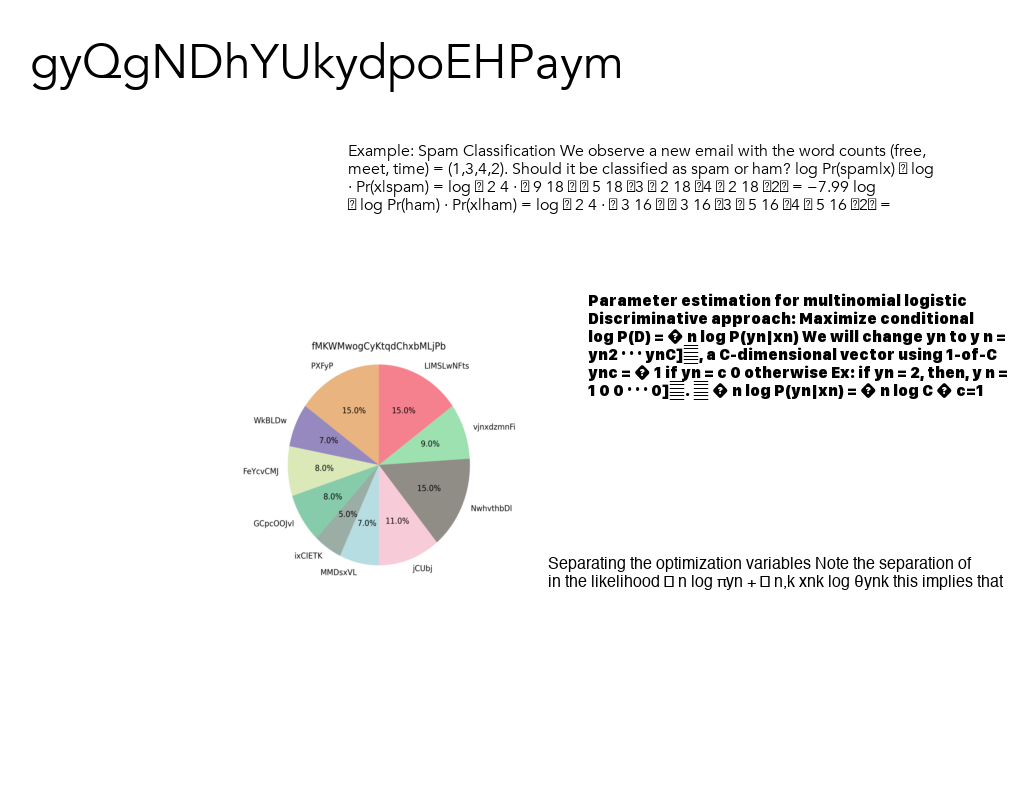 gyQgNDhYUkydpoEHPaym
Example: Spam Classification We observe a new email with the word counts (free,
meet, time) = (1,3,4,2). Should it be classified as spam or ham? log Pr(spam|x) � log
· Pr(x|spam) = log � 2 4 · � 9 18 � � 5 18 �3 � 2 18 �4 � 2 18 �2� = −7.99 log
� log Pr(ham) · Pr(x|ham) = log � 2 4 · � 3 16 � � 3 16 �3 � 5 16 �4 � 5 16 �2� =
Parameter estimation for multinomial logistic
Discriminative approach: Maximize conditional
log P(D) = � n log P(yn|xn) We will change yn to y n =
yn2 · · · ynC], a C-dimensional vector using 1-of-C
ync = � 1 if yn = c 0 otherwise Ex: if yn = 2, then, y n =
1 0 0 · · · 0]. � n log P(yn|xn) = � n log C � c=1
fMKWMwogCyKtqdChxbMLjPb
PXFyP
LIMSLwNFts
15.0%
15.0%
WkBLDw
vjnxdzmnFi
7.0%
9.0%
FeYcvCMJ
8.0%
15.0%
8.0%
NwhvthbDl
5.0%
7.0%
11.0%
GCpcOOJvl
ixCIETK
MMDsxVL
jCUbj
Separating the optimization variables Note the separation of
in the likelihood � n log πyn + � n,k xnk log θynk this implies that